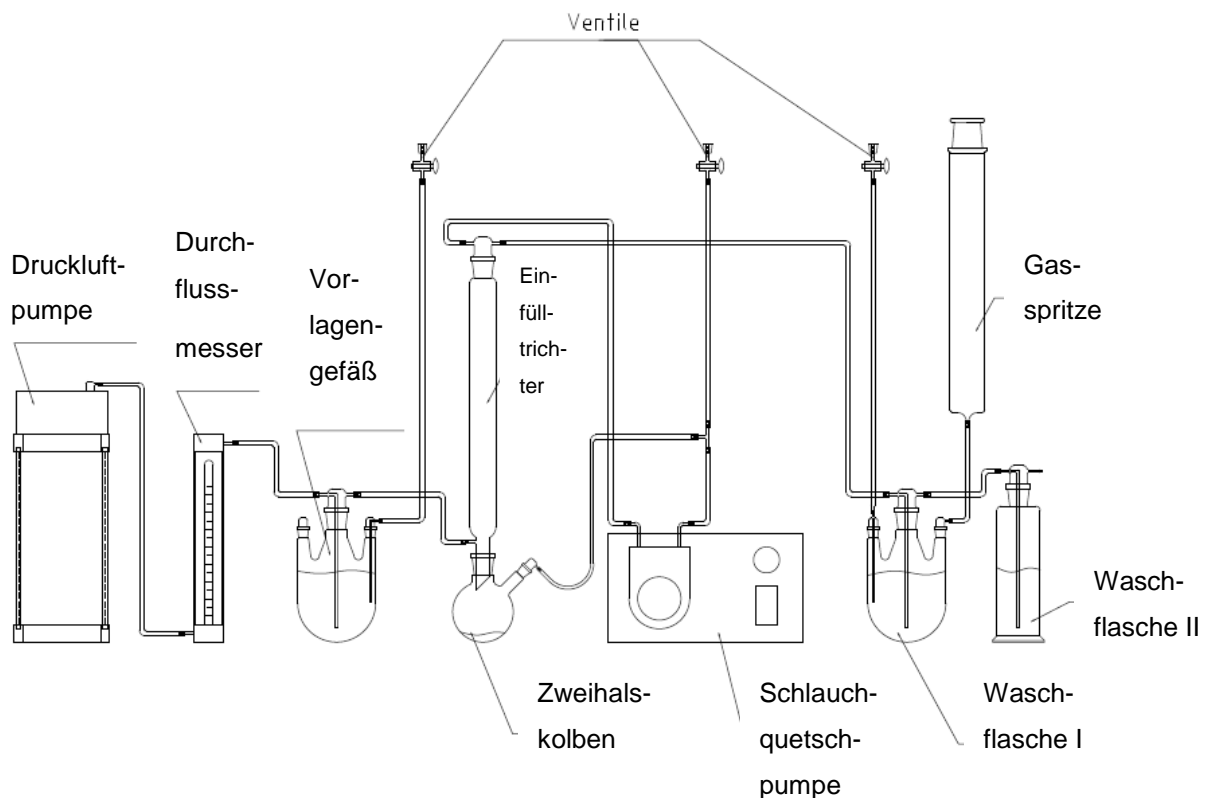 Ventile
Druckluft-
pumpe
Durch-
fluss-
messer
Vor-
lagen-
gefäß
Ein-
füll-
trich-
ter
Gas-
spritze
Wasch-
flasche II
Zweihals-
kolben
Schlauch-
quetsch-
pumpe
Wasch-
flasche I